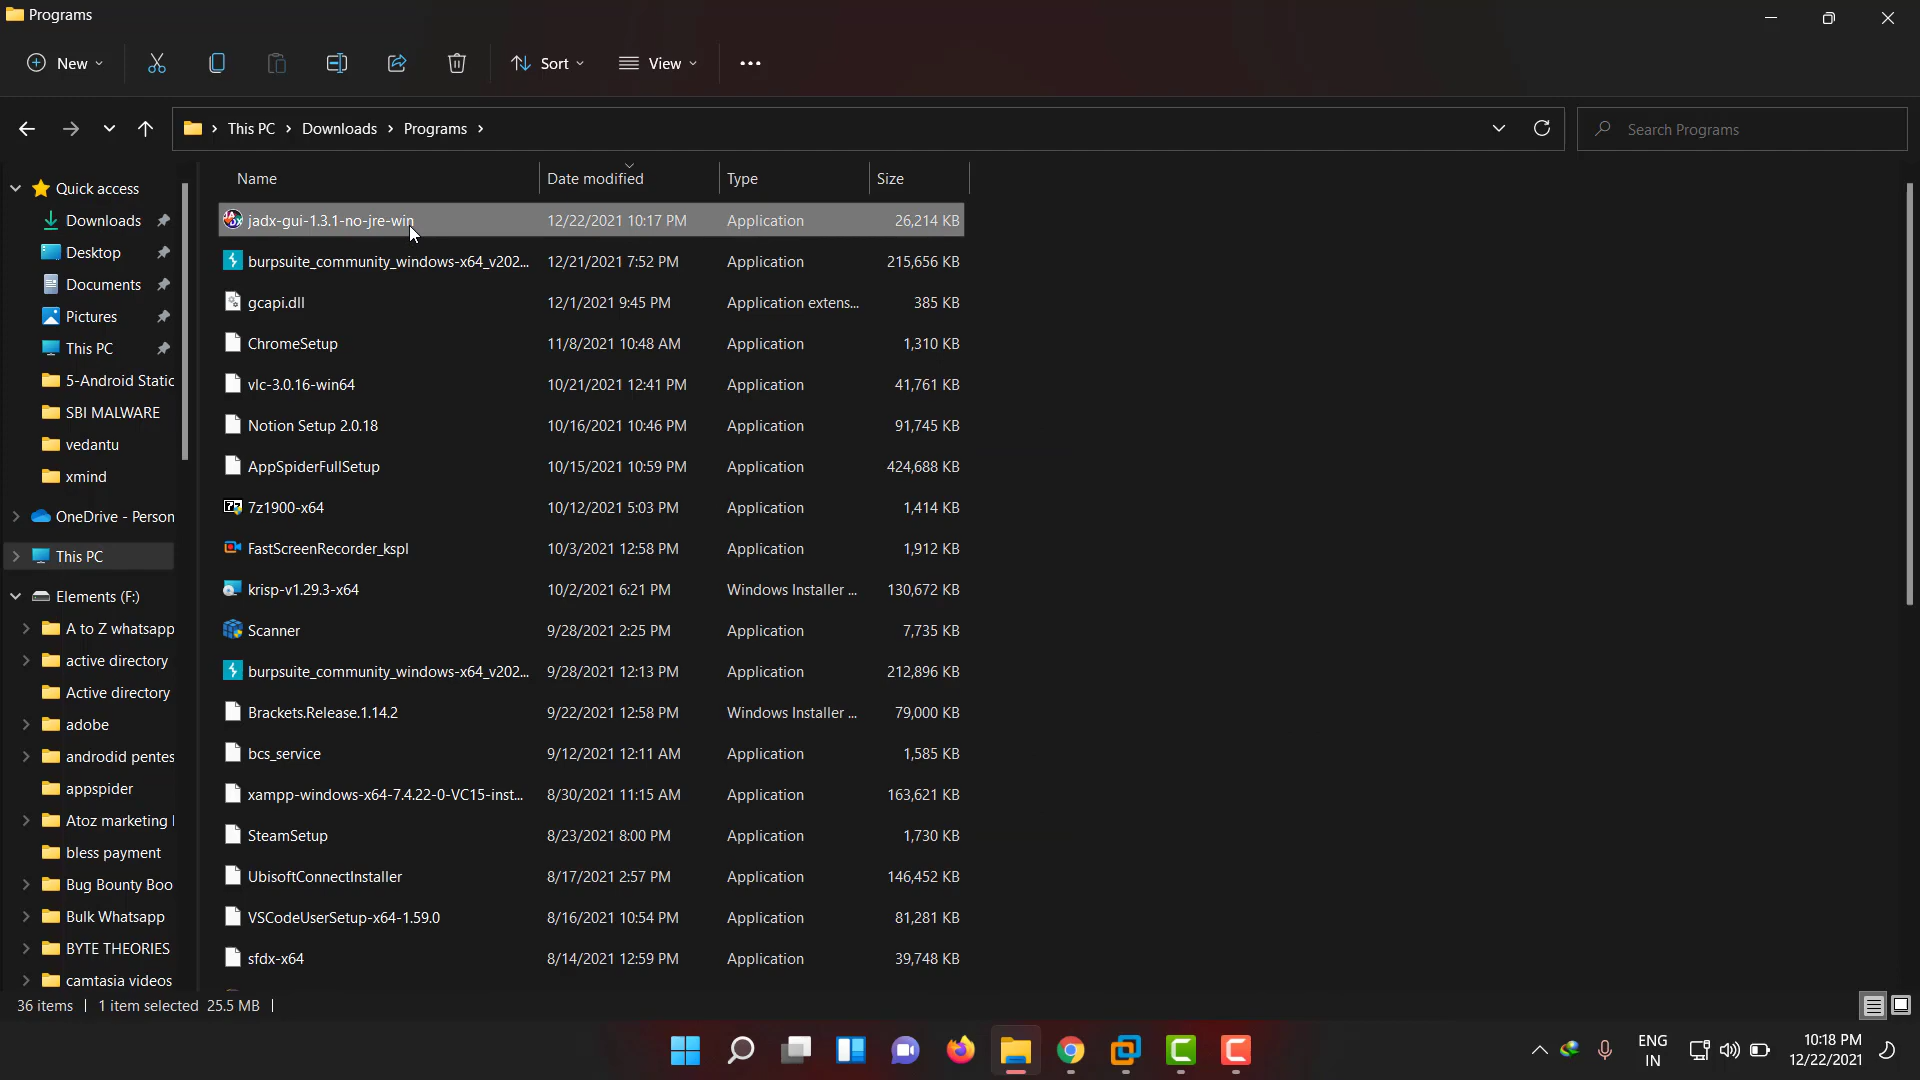 Programs
New
Sort
View
This PC > Downloads > Programs >
Search Programs
Quick access
Downloads
Desktop
Documents
Pictures
This PC
5-Android Static
SBI MALWARE
vedantu
xmind
OneDrive - Person
This PC
Elements (F:)
A to Z whatsapp
active directory
Active directory
adobe
androdid pentes
appspider
Atoz marketing
bless payment
Bug Bounty Boo
Bulk Whatsapp
BYTE THEORIES
camtasia videos
Name Date modified Type Size
jadx-gui-1.3.1-no-jre-win 12/22/2021 10:17 PM Application 26,214 KB
burpsuite_community_windows-x64_v202... 12/21/2021 7:52 PM Application 215,656 KB
gcapi.dll 12/1/2021 9:45 PM Application extens... 385 KB
ChromeSetup 11/8/2021 10:48 AM Application 1,310 KB
vlc-3.0.16-win64 10/21/2021 12:41 PM Application 41,761 KB
Notion Setup 2.0.18 10/16/2021 10:46 PM Application 91,745 KB
AppSpiderFullSetup 10/15/2021 10:59 PM Application 424,688 KB
7z1900-x64 10/12/2021 5:03 PM Application 1,414 KB
FastScreenRecorder_kspl 10/3/2021 12:58 PM Application 1,912 KB
krisp-v1.29.3-x64 10/2/2021 6:21 PM Windows Installer ... 130,672 KB
Scanner 9/28/2021 2:25 PM Application 7,735 KB
burpsuite_community_windows-x64_v202... 9/28/2021 12:13 PM Application 212,896 KB
Brackets.Release.1.14.2 9/22/2021 12:58 PM Windows Installer ... 79,000 KB
bcs_service 9/12/2021 12:11 AM Application 1,585 KB
xampp-windows-x64-7.4.22-0-VC15-inst... 8/30/2021 11:15 AM Application 163,621 KB
SteamSetup 8/23/2021 8:00 PM Application 1,730 KB
UbisoftConnectInstaller 8/17/2021 2:57 PM Application 146,452 KB
VSCodeUserSetup-x64-1.59.0 8/16/2021 10:54 PM Application 81,281 KB
sfdx-x64 8/14/2021 12:59 PM Application 39,748 KB
36 items | 1 item selected 25.5 MB |
ENG
IN
10:18 PM
12/22/2021